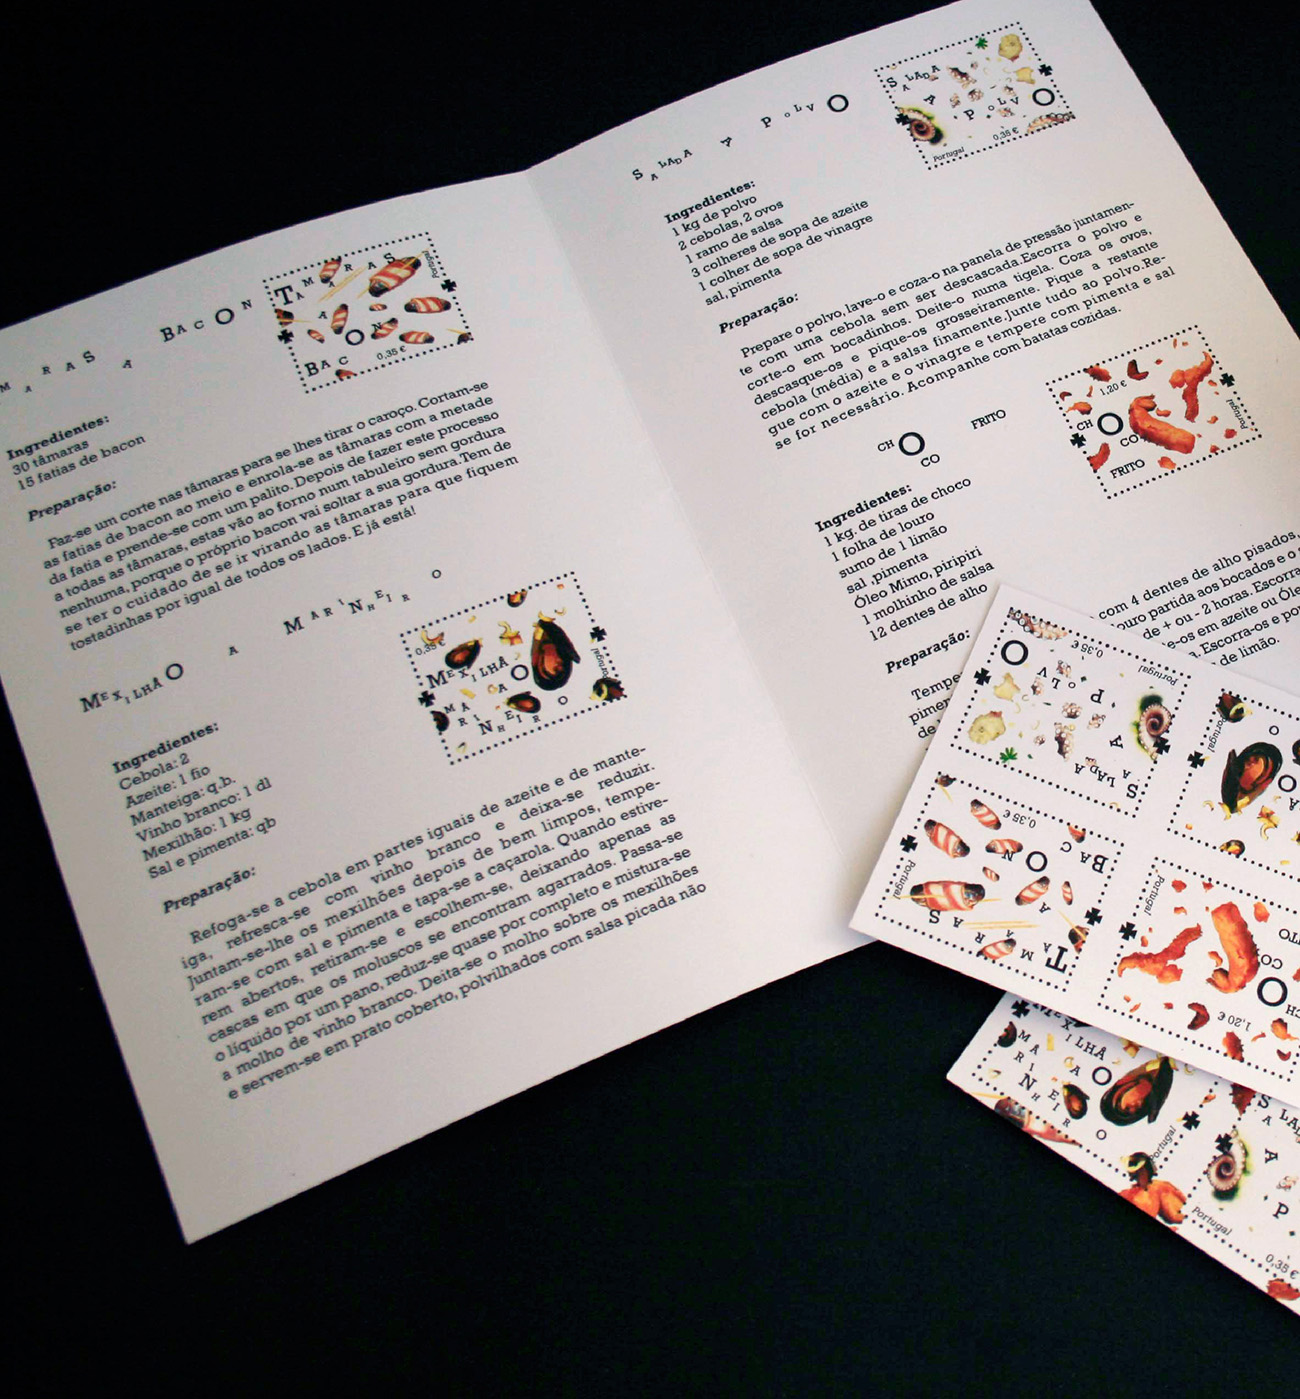 MARAS A BACON
TAMARAS
A
BACON
0,35 €
Portugal
Ingredientes:
30 tâmaras
15 fatias de bacon
Preparação:
Faz-se um corte nas tâmaras para se lhes tirar o caroço. Cortam-se
as fatias de bacon ao meio e enrola-se as tâmaras com a metade
da fatia e prende-se com um palito. Depois de fazer este processo
a todas as tâmaras, estas vão ao forno num tabuleiro sem gordura
nenhuma, porque o próprio bacon vai soltar a sua gordura.Tem de
se ter o cuidado de se ir virando as tâmaras para que fiquem
tostadinhas por igual de todos os lados. E já está!
MEXILHÃO A MARINHEIRO
0,35 €
MEXILHÃO
A
MARINHEIRO
Portugal
Ingredientes:
Cebola: 2
Azeite: 1 fio
Manteiga: q.b.
Vinho branco: 1 dl
Mexilhão: 1 kg
Sal e pimenta: qb
Preparação:
Refoga-se a cebola em partes iguais de azeite e de mante-
iga, refresca-se com vinho branco e deixa-se reduzir.
Juntam-se-lhe os mexilhões depois de bem limpos, tempe-
ram-se com sal e pimenta e tapa-se a caçarola. Quando estive-
rem abertos, retiram-se e escolhem-se, deixando apenas as
cascas em que os moluscos se encontram agarrados. Passa-se
o líquido por um pano, reduz-se quase por completo e mistura-se
a molho de vinho branco. Deita-se o molho sobre os mexilhões
e servem-se em prato coberto, polvilhados com salsa picada não
SALADA A POLVO
SALADA
A POLVO
0,35 €
Portugal
Ingredientes:
1 kg de polvo
2 cebolas, 2 ovos
1 ramo de salsa
3 colheres de sopa de azeite
1 colher de sopa de vinagre
sal, pimenta
Preparação:
Prepare o polvo, lave-o e coza-o na panela de pressão juntamen-
te com uma cebola sem ser descascada.Escorra o polvo e
corte-o em bocadinhos. Deite-o numa tigela. Coza os ovos,
descasque-os e pique-os grosseiramente. Pique a restante
cebola (média) e a salsa finamente.Junte tudo ao polvo.Re-
gue com o azeite e o vinagre e tempere com pimenta e sal
se for necessário. Acompanhe com batatas cozidas.
CHOCO FRITO
1,20 €
CHOCO
FRITO
Portugal
Ingredientes:
1 kg. de tiras de choco
1 folha de louro
sumo de 1 limão
sal ,pimenta
Óleo Mimo, piripiri
1 molhinho de salsa
12 dentes de alho
Preparação:
Tempe
com 4 dentes de alho pisados,
pimen
louro partida aos bocados e o
de
de + ou - 2 horas. Escorra
-os em azeite ou Óle
. Escorra-os e po
de limão.
SALADA
A
POLVO
0,35 €
Portugal
Portugal
TAMARAS
A
BACON
0,35 €
Portugal
CHOCO
FRITO
1,20 €
Portugal
MEXILHÃO
A
MARINHEIRO
Portugal
SALA
A
P
Portugal
0,35 €